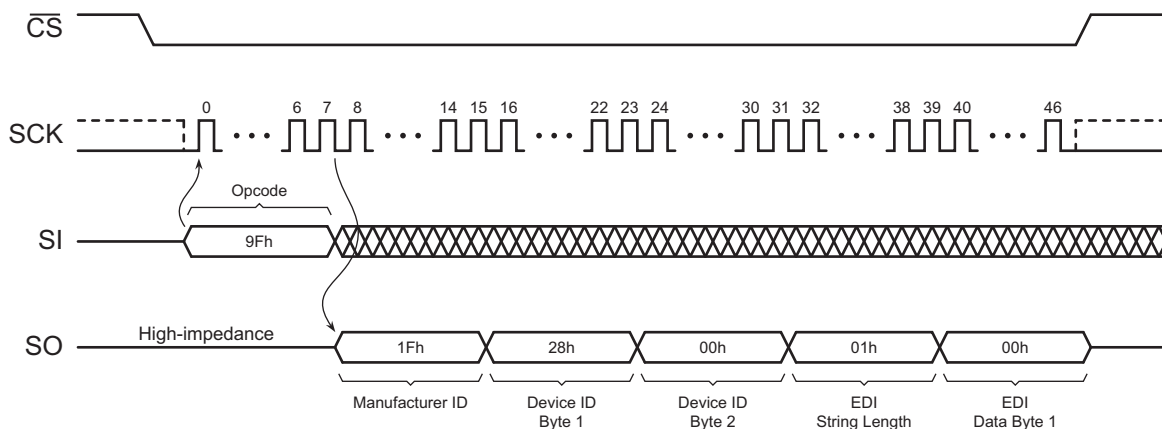 CS
0 6 7 8 14 15 16 22 23 24 30 31 32 38 39 40 46
SCK
Opcode
SI 9Fh
High-impedance
SO 1Fh 28h 00h 01h 00h
Manufacturer ID Device ID Device ID EDI EDI
Byte 1 Byte 2 String Length Data Byte 1